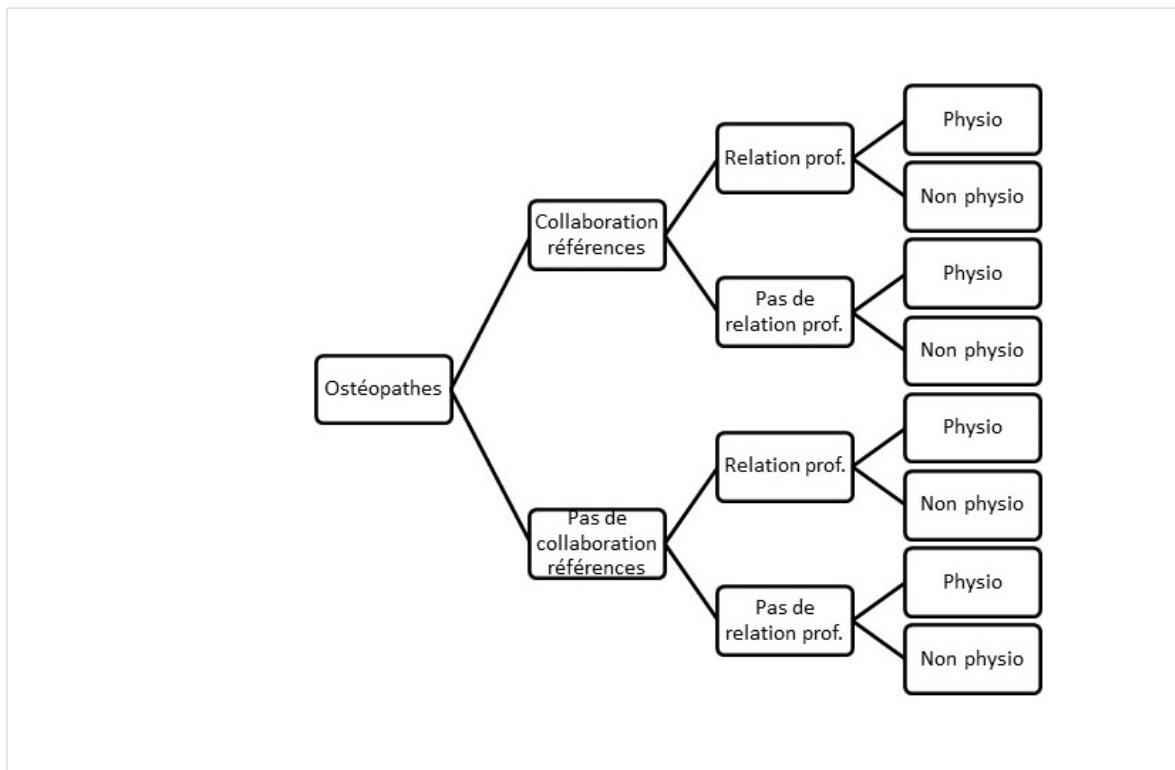 Ostéopathes
Collaboration
références
Relation prof.
Physio
Non physio
Pas de
relation prof.
Physio
Non physio
Pas de
collaboration
références
Relation prof.
Physio
Non physio
Pas de
relation prof.
Physio
Non physio